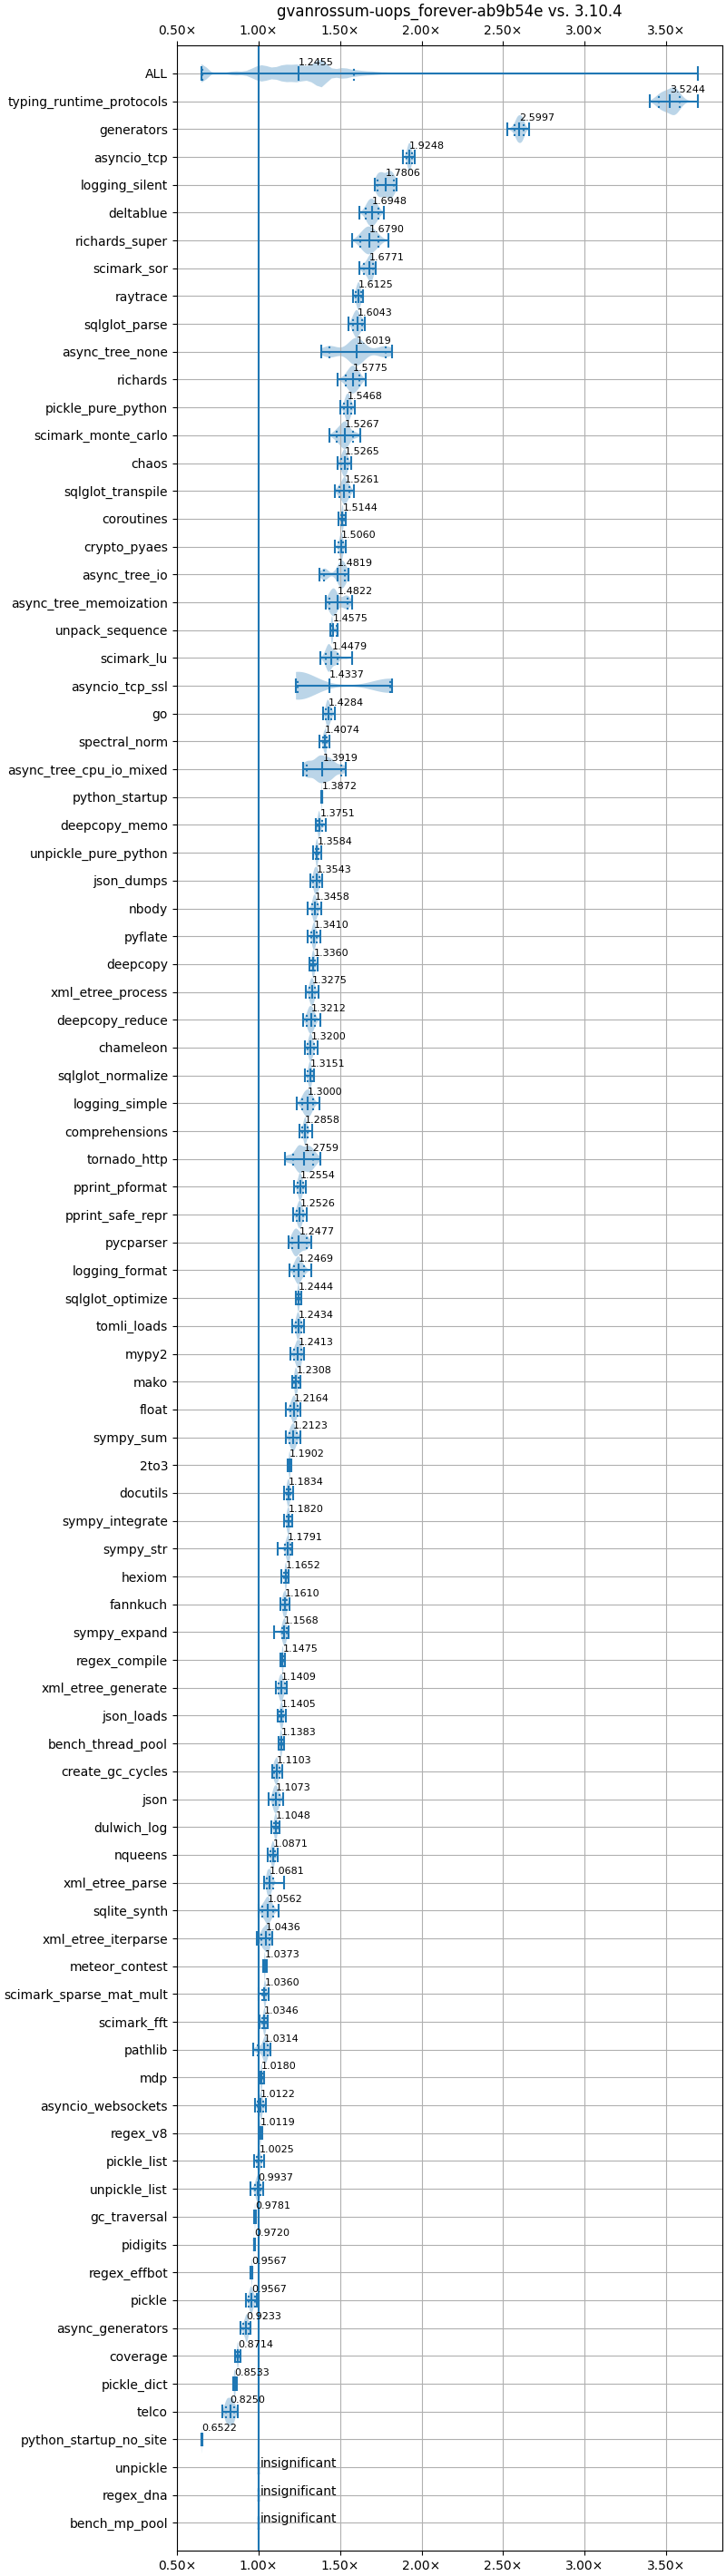 gvanrossum-uops_forever-ab9b54e vs. 3.10.4
0.50× 1.00× 1.50× 2.00× 2.50× 3.00× 3.50×
ALL 1.2455
typing_runtime_protocols 3.5244
generators 2.5997
asyncio_tcp 1.9248
logging_silent 1.7806
deltablue 1.6948
richards_super 1.6790
scimark_sor 1.6771
raytrace 1.6125
sqlglot_parse 1.6043
async_tree_none 1.6019
richards 1.5775
pickle_pure_python 1.5468
scimark_monte_carlo 1.5267
chaos 1.5265
sqlglot_transpile 1.5261
coroutines 1.5144
crypto_pyaes 1.5060
async_tree_io 1.4819
async_tree_memoization 1.4822
unpack_sequence 1.4575
scimark_lu 1.4479
asyncio_tcp_ssl 1.4337
go 1.4284
spectral_norm 1.4074
async_tree_cpu_io_mixed 1.3919
python_startup 1.3872
deepcopy_memo 1.3751
unpickle_pure_python 1.3584
json_dumps 1.3543
nbody 1.3458
pyflate 1.3410
deepcopy 1.3360
xml_etree_process 1.3275
deepcopy_reduce 1.3212
chameleon 1.3200
sqlglot_normalize 1.3151
logging_simple 1.3000
comprehensions 1.2858
tornado_http 1.2759
pprint_pformat 1.2554
pprint_safe_repr 1.2526
pycparser 1.2477
logging_format 1.2469
sqlglot_optimize 1.2444
tomli_loads 1.2434
mypy2 1.2413
mako 1.2308
float 1.2164
sympy_sum 1.2123
2to3 1.1902
docutils 1.1834
sympy_integrate 1.1820
sympy_str 1.1791
hexiom 1.1652
fannkuch 1.1610
sympy_expand 1.1568
regex_compile 1.1475
xml_etree_generate 1.1409
json_loads 1.1405
bench_thread_pool 1.1383
create_gc_cycles 1.1103
json 1.1073
dulwich_log 1.1048
nqueens 1.0871
xml_etree_parse 1.0681
sqlite_synth 1.0562
xml_etree_iterparse 1.0436
meteor_contest 1.0373
scimark_sparse_mat_mult 1.0360
scimark_fft 1.0346
pathlib 1.0314
mdp 1.0180
asyncio_websockets 1.0122
regex_v8 1.0119
pickle_list 1.0025
unpickle_list 0.9937
gc_traversal 0.9781
pidigits 0.9720
regex_effbot 0.9567
pickle 0.9567
async_generators 0.9233
coverage 0.8714
pickle_dict 0.8533
telco 0.8250
python_startup_no_site 0.6522
unpickle insignificant
regex_dna insignificant
bench_mp_pool insignificant
0.50× 1.00× 1.50× 2.00× 2.50× 3.00× 3.50×